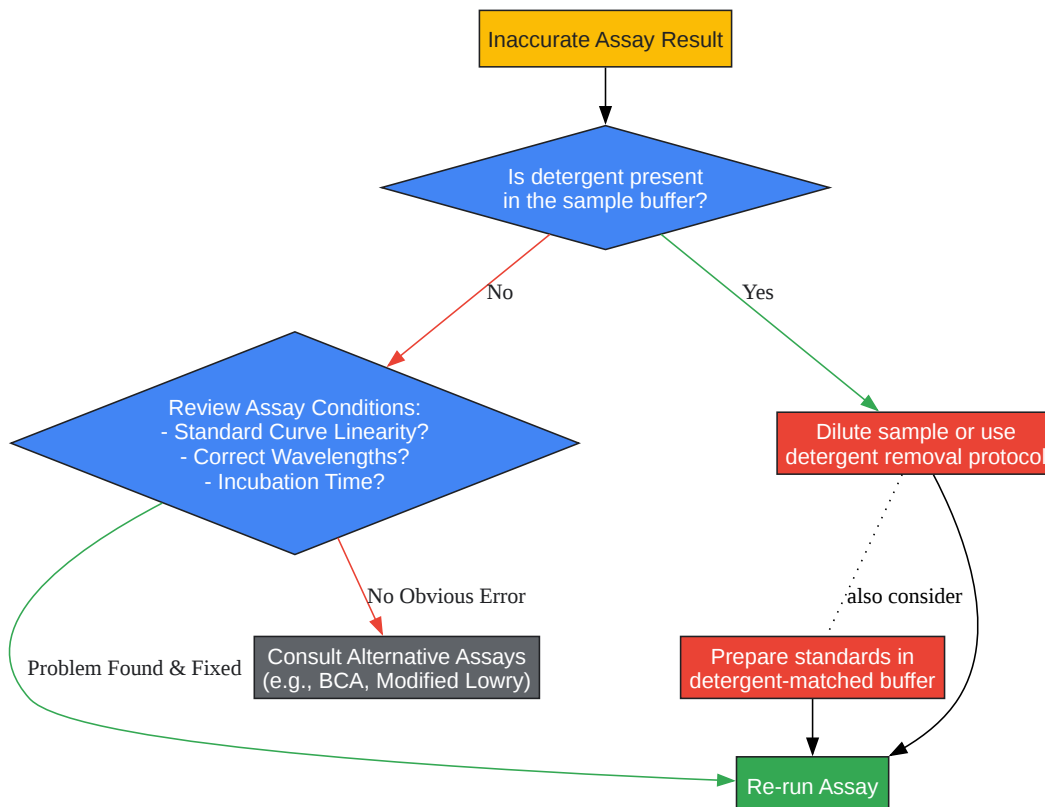 Inaccurate Assay Result
Is detergent present
in the sample buffer?
No
Yes
Review Assay Conditions:
- Standard Curve Linearity?
- Correct Wavelengths?
- Incubation Time?
Dilute sample or use
detergent removal protocol
No Obvious Error
also consider
Problem Found & Fixed
Consult Alternative Assays
(e.g., BCA, Modified Lowry)
Prepare standards in
detergent-matched buffer
Re-run Assay